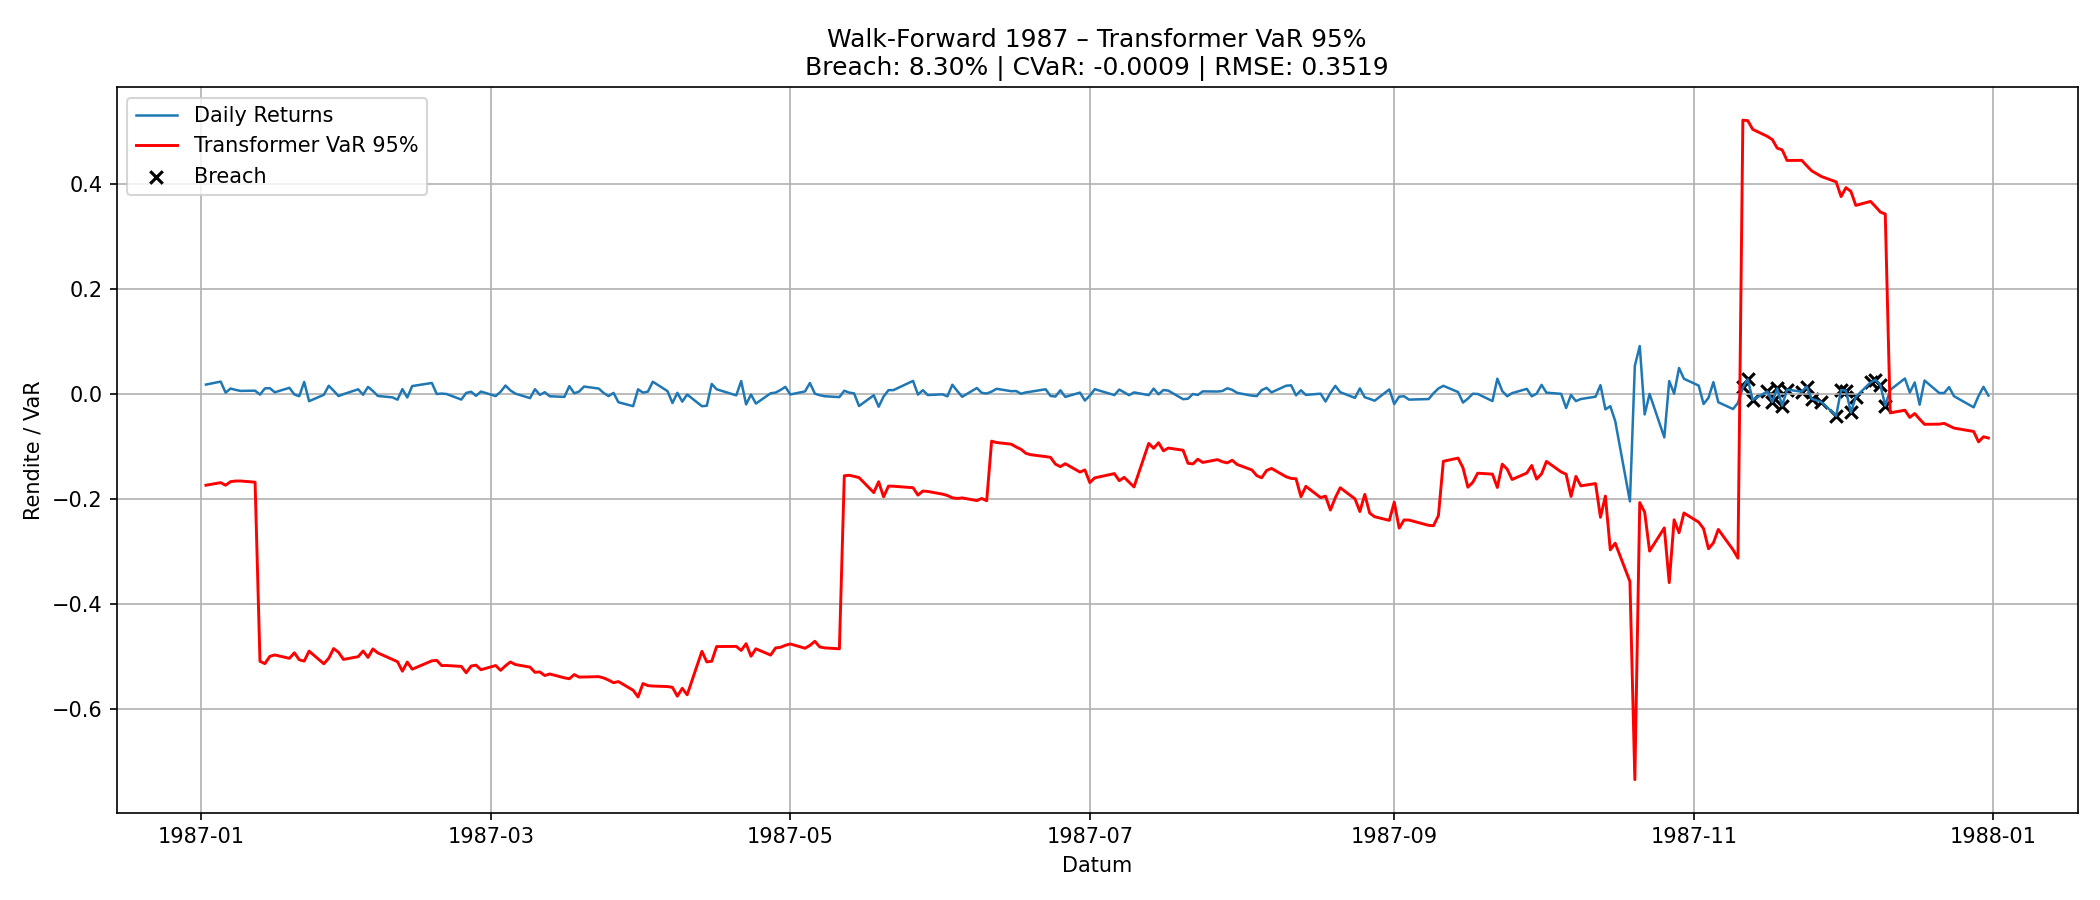 Walk-Forward 1987 – Transformer VaR 95%
Breach: 8.30% | CVaR: -0.0009 | RMSE: 0.3519
Daily Returns
Transformer VaR 95%
Breach
Rendite / VaR
0.4
0.2
0.0
−0.2
−0.4
−0.6
1987-01
1987-03
1987-05
1987-07
1987-09
1987-11
1988-01
Datum